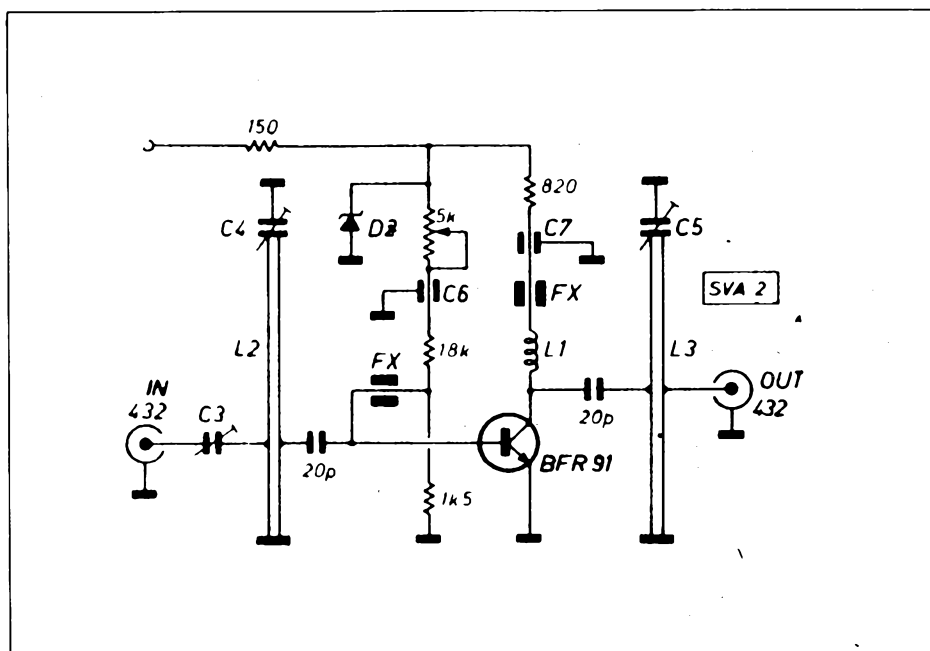 150
820
5k
C4
DZ
C7
C5
C6
FX
SVA 2
18k
L2
FX
L1
L3
IN
432
C3
OUT
432
20p
20p
BFR 91
1k5